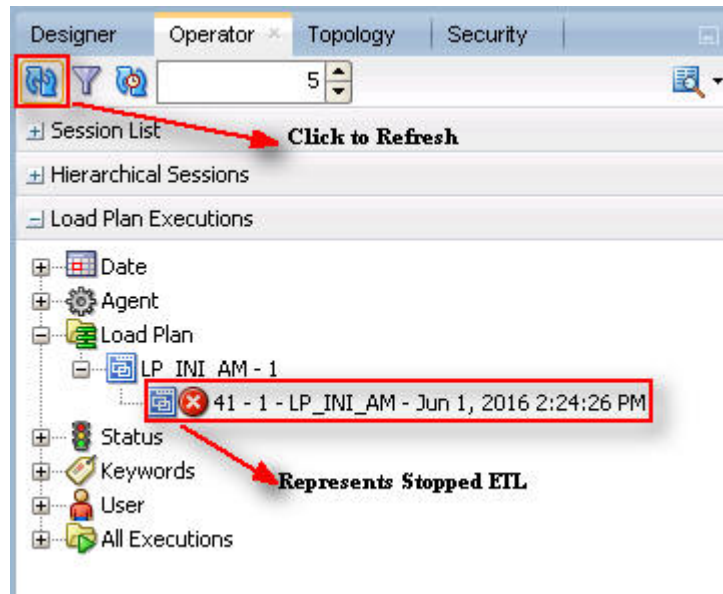 Designer Operator Topology Security
5
Session List
Click to Refresh
Hierarchical Sessions
Load Plan Executions
Date
Agent
Load Plan
LP_INI_AM - 1
41 - 1 - LP_INI_AM - Jun 1, 2016 2:24:26 PM
Status
Keywords
Represents Stopped ETL
User
All Executions